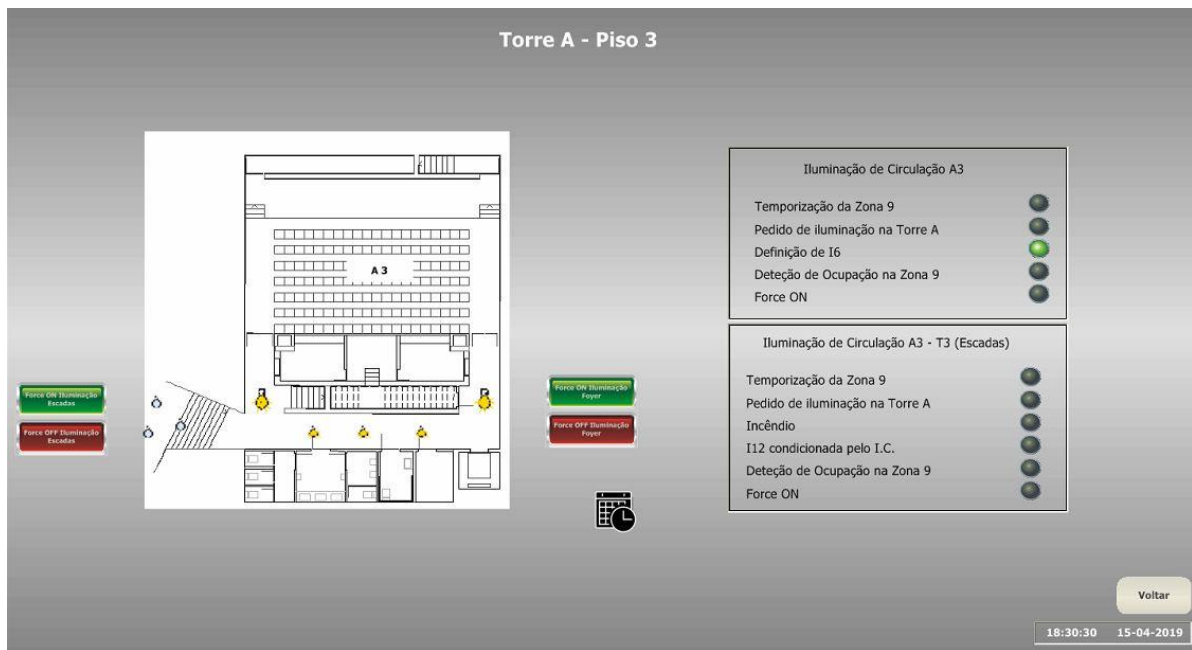 Torre A - Piso 3
A 3
Force ON Iluminação
Escadas
Force OFF Iluminação
Escadas
Force ON Iluminação
Foyer
Force OFF Iluminação
Foyer
Iluminação de Circulação A3
Temporização da Zona 9
Pedido de iluminação na Torre A
Definição de I6
Deteção de Ocupação na Zona 9
Force ON
Iluminação de Circulação A3 - T3 (Escadas)
Temporização da Zona 9
Pedido de iluminação na Torre A
Incêndio
I12 condicionada pelo I.C.
Deteção de Ocupação na Zona 9
Force ON
Voltar
18:30:30 15-04-2019